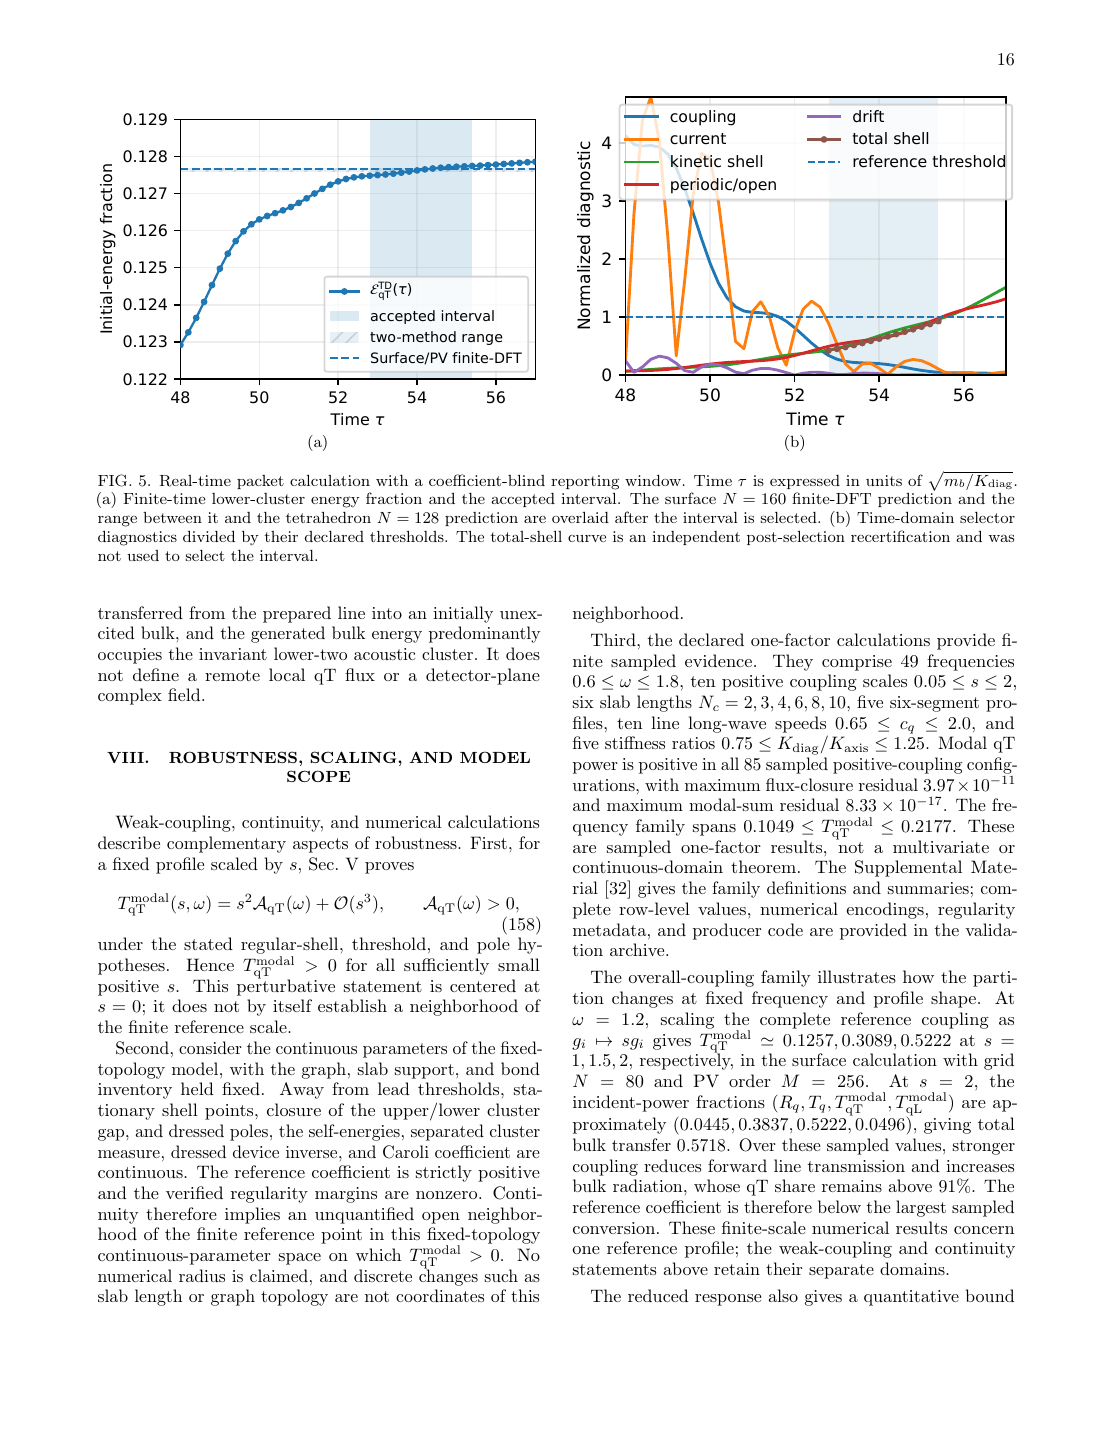 16
0.129
0.128
0.127
0.126
0.125
0.124
0.123
0.122
48
50
52
54
56
Initial-energy fraction
Time τ
ℰ_qT^TD(τ)
accepted interval
two-method range
Surface/PV finite-DFT
(a)
4
3
2
1
0
48
50
52
54
56
Normalized diagnostic
Time τ
coupling
current
kinetic shell
periodic/open
drift
total shell
reference threshold
(b)
FIG. 5. Real-time packet calculation with a coefficient-blind reporting window. Time τ is expressed in units of √(m_b/K_diag).
(a) Finite-time lower-cluster energy fraction and the accepted interval. The surface N = 160 finite-DFT prediction and the
range between it and the tetrahedron N = 128 prediction are overlaid after the interval is selected. (b) Time-domain selector
diagnostics divided by their declared thresholds. The total-shell curve is an independent post-selection recertification and was
not used to select the interval.
transferred from the prepared line into an initially unex-
cited bulk, and the generated bulk energy predominantly
occupies the invariant lower-two acoustic cluster. It does
not define a remote local qT flux or a detector-plane
complex field.
VIII. ROBUSTNESS, SCALING, AND MODEL
SCOPE
Weak-coupling, continuity, and numerical calculations
describe complementary aspects of robustness. First, for
a fixed profile scaled by s, Sec. V proves
T_qT^modal(s, ω) = s²𝒜_qT(ω) + 𝒪(s³), 𝒜_qT(ω) > 0,
(158)
under the stated regular-shell, threshold, and pole hy-
potheses. Hence T_qT^modal > 0 for all sufficiently small
positive s. This perturbative statement is centered at
s = 0; it does not by itself establish a neighborhood of
the finite reference scale.
Second, consider the continuous parameters of the fixed-
topology model, with the graph, slab support, and bond
inventory held fixed. Away from lead thresholds, sta-
tionary shell points, closure of the upper/lower cluster
gap, and dressed poles, the self-energies, separated cluster
measure, dressed device inverse, and Caroli coefficient are
continuous. The reference coefficient is strictly positive
and the verified regularity margins are nonzero. Conti-
nuity therefore implies an unquantified open neighbor-
hood of the finite reference point in this fixed-topology
continuous-parameter space on which T_qT^modal > 0. No
numerical radius is claimed, and discrete changes such as
slab length or graph topology are not coordinates of this
neighborhood.
Third, the declared one-factor calculations provide fi-
nite sampled evidence. They comprise 49 frequencies
0.6 ≤ ω ≤ 1.8, ten positive coupling scales 0.05 ≤ s ≤ 2,
six slab lengths N_c = 2, 3, 4, 6, 8, 10, five six-segment pro-
files, ten line long-wave speeds 0.65 ≤ c_q ≤ 2.0, and
five stiffness ratios 0.75 ≤ K_diag/K_axis ≤ 1.25. Modal qT
power is positive in all 85 sampled positive-coupling config-
urations, with maximum flux-closure residual 3.97 × 10⁻¹¹
and maximum modal-sum residual 8.33 × 10⁻¹⁷. The fre-
quency family spans 0.1049 ≤ T_qT^modal ≤ 0.2177. These
are sampled one-factor results, not a multivariate or
continuous-domain theorem. The Supplemental Mate-
rial [32] gives the family definitions and summaries; com-
plete row-level values, numerical encodings, regularity
metadata, and producer code are provided in the valida-
tion archive.
The overall-coupling family illustrates how the parti-
tion changes at fixed frequency and profile shape. At
ω = 1.2, scaling the complete reference coupling as
g_i ↦ sg_i gives T_qT^modal ≃ 0.1257, 0.3089, 0.5222 at s =
1, 1.5, 2, respectively, in the surface calculation with grid
N = 80 and PV order M = 256. At s = 2, the
incident-power fractions (R_q, T_q, T_qT^modal, T_qL^modal) are ap-
proximately (0.0445, 0.3837, 0.5222, 0.0496), giving total
bulk transfer 0.5718. Over these sampled values, stronger
coupling reduces forward line transmission and increases
bulk radiation, whose qT share remains above 91%. The
reference coefficient is therefore below the largest sampled
conversion. These finite-scale numerical results concern
one reference profile; the weak-coupling and continuity
statements above retain their separate domains.
The reduced response also gives a quantitative bound